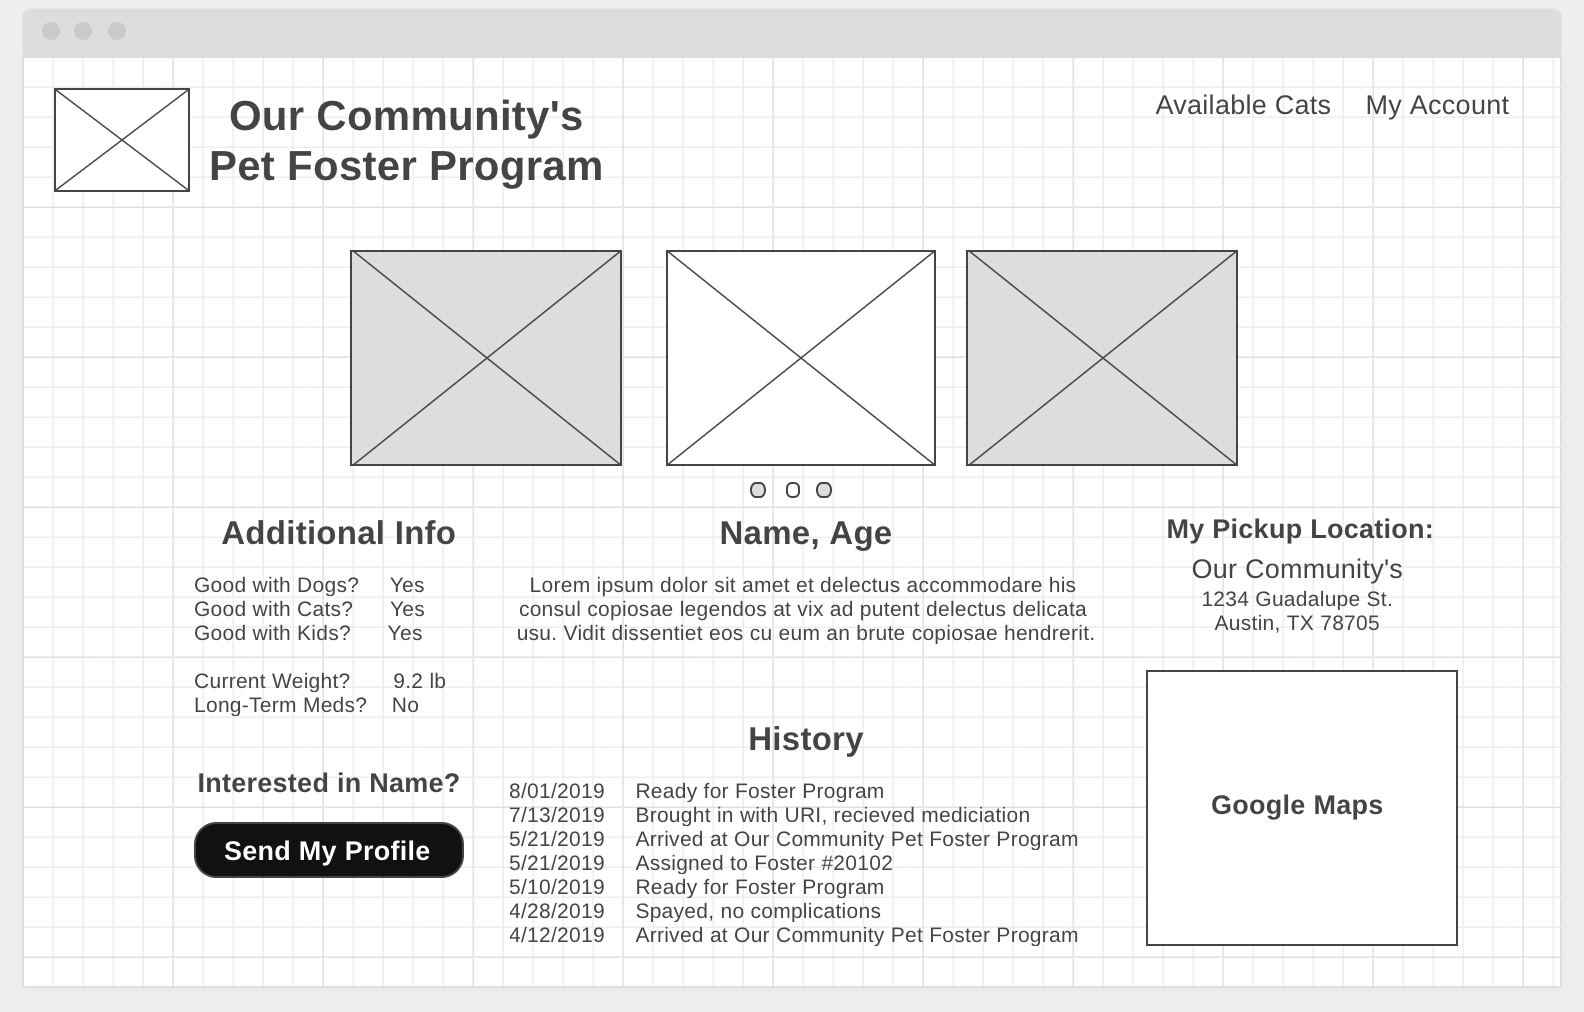 Our Community's
Pet Foster Program
Available Cats My Account
Additional Info
Good with Dogs? Yes
Good with Cats? Yes
Good with Kids? Yes
Current Weight? 9.2 lb
Long-Term Meds? No
Interested in Name?
Send My Profile
Name, Age
Lorem ipsum dolor sit amet et delectus accommodare his
consul copiosae legendos at vix ad putent delectus delicata
usu. Vidit dissentiet eos cu eum an brute copiosae hendrerit.
History
8/01/2019 Ready for Foster Program
7/13/2019 Brought in with URI, recieved mediciation
5/21/2019 Arrived at Our Community Pet Foster Program
5/21/2019 Assigned to Foster #20102
5/10/2019 Ready for Foster Program
4/28/2019 Spayed, no complications
4/12/2019 Arrived at Our Community Pet Foster Program
My Pickup Location:
Our Community's
1234 Guadalupe St.
Austin, TX 78705
Google Maps